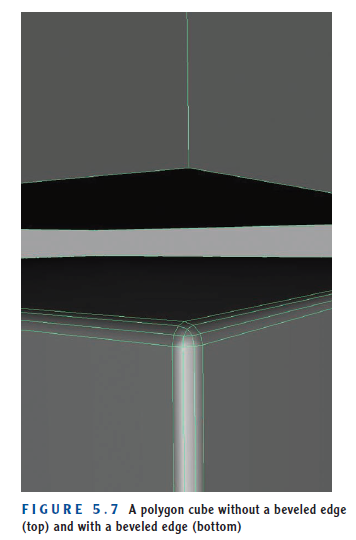 FIGURE 5.7 A polygon cube without a beveled edge
(top) and with a beveled edge (bottom)